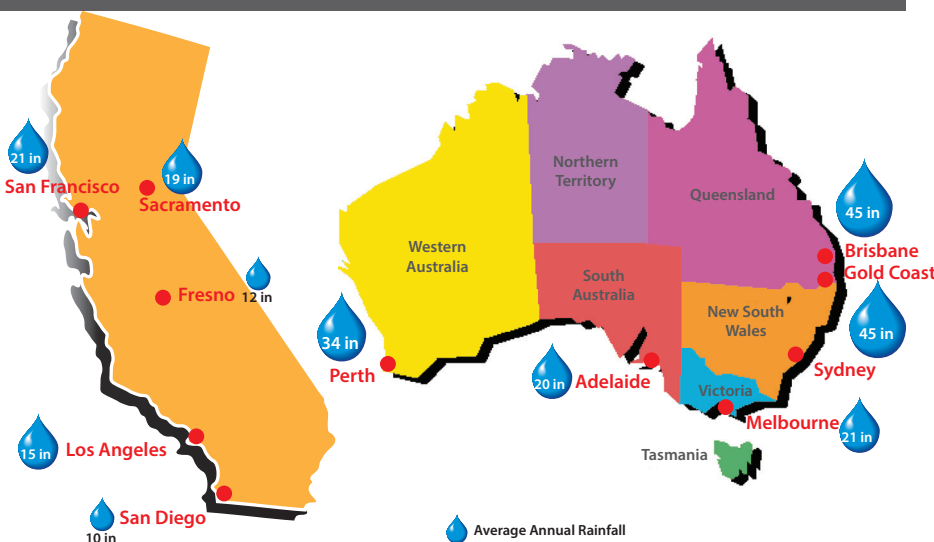 21 in
San Francisco
19 in
Sacramento
Fresno
12 in
15 in
Los Angeles
San Diego
10 in
Northern
Territory
Queensland
Western
Australia
South
Australia
New South
Wales
Victoria
Tasmania
45 in
Brisbane
Gold Coast
45 in
Sydney
34 in
Perth
20 in
Adelaide
Melbourne
21 in
Average Annual Rainfall